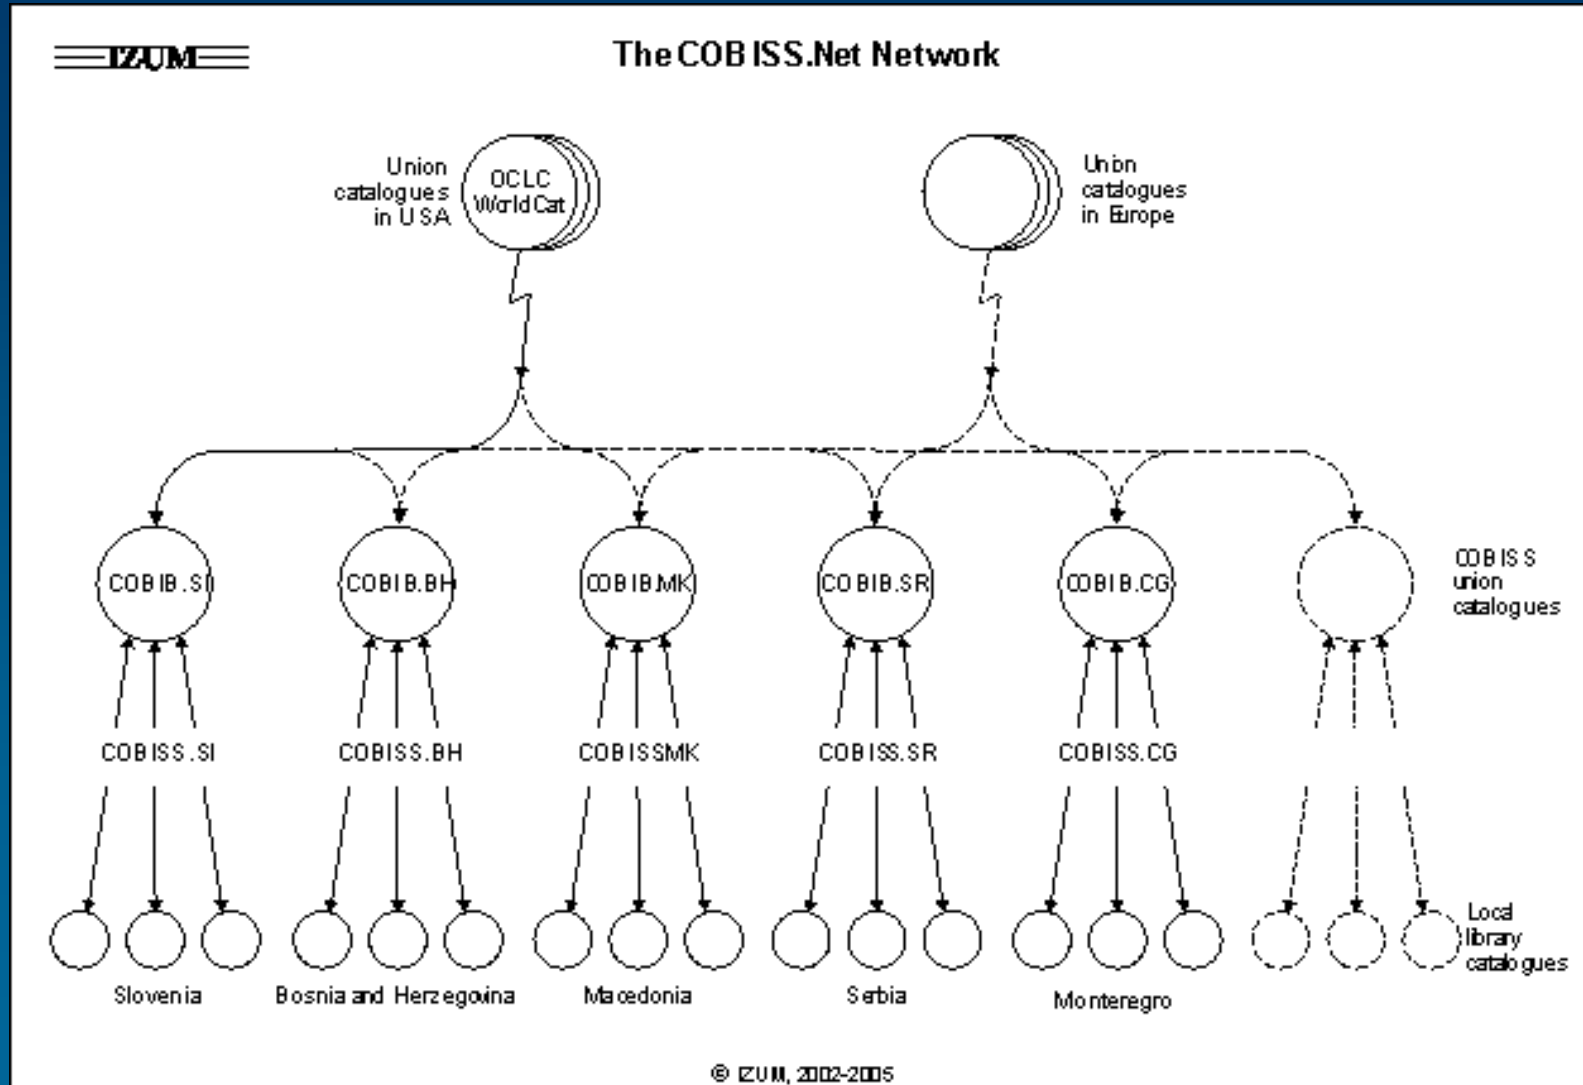 IZUM
The COBISS.Net Network
Union
catalogues
in USA
OCLC
WorldCat
Union
catalogues
in Europe
COBIB.SI
COBIB.BH
COBIB.MK
COBIB.SR
COBIB.CG
COBISS
union
catalogues
COBISS.SI
COBISS.BH
COBISS.MK
COBISS.SR
COBISS.CG
Local
library
catalogues
Slovenia
Bosnia and Herzegovina
Macedonia
Serbia
Montenegro
© IZUM, 2002-2005